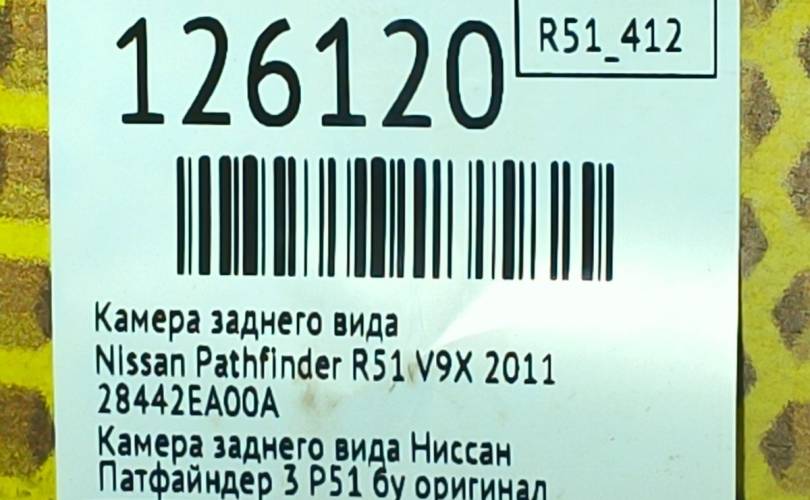 126120
R51_412
Камера заднего вида
Nissan Pathfinder R51 V9X 2011
28442EA00A
Камера заднего вида Ниссан
Патфайндер 3 Р51 бу оригинал